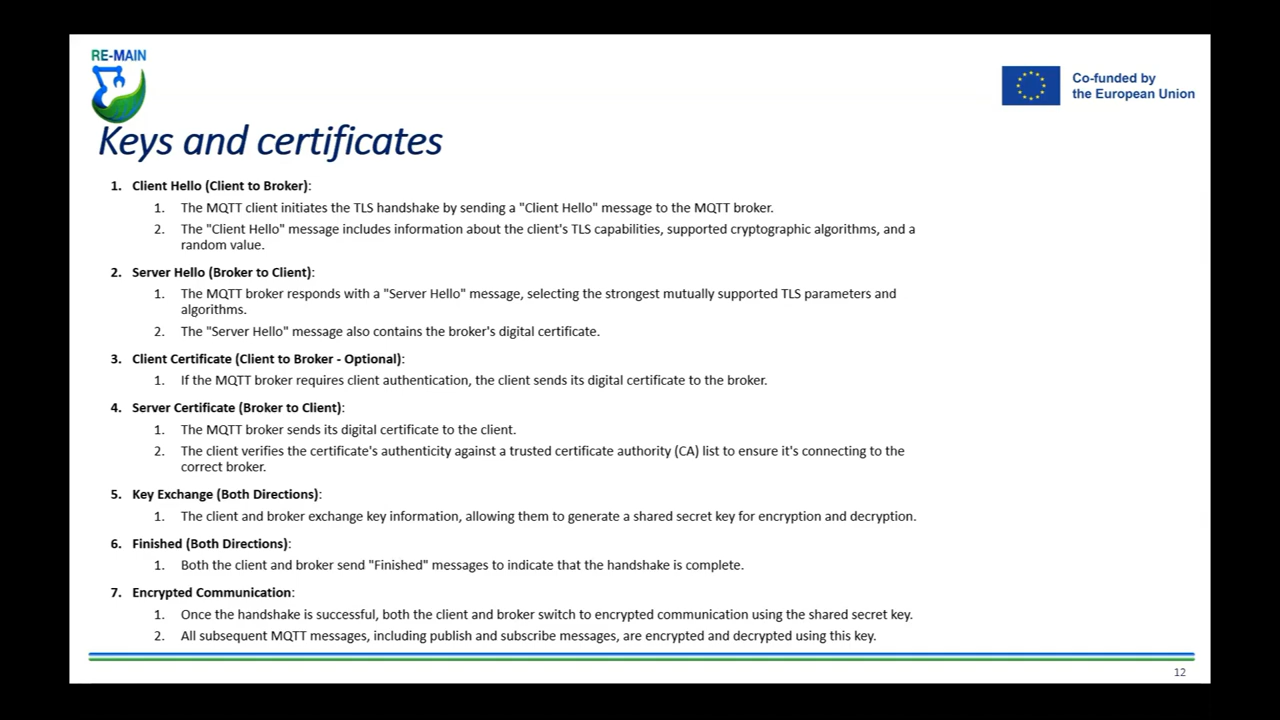 RE-MAIN
Co-funded by
the European Union
Keys and certificates
1. Client Hello (Client to Broker):
1. The MQTT client initiates the TLS handshake by sending a "Client Hello" message to the MQTT broker.
2. The "Client Hello" message includes information about the client's TLS capabilities, supported cryptographic algorithms, and a
random value.
2. Server Hello (Broker to Client):
1. The MQTT broker responds with a "Server Hello" message, selecting the strongest mutually supported TLS parameters and
algorithms.
2. The "Server Hello" message also contains the broker's digital certificate.
3. Client Certificate (Client to Broker - Optional):
1. If the MQTT broker requires client authentication, the client sends its digital certificate to the broker.
4. Server Certificate (Broker to Client):
1. The MQTT broker sends its digital certificate to the client.
2. The client verifies the certificate's authenticity against a trusted certificate authority (CA) list to ensure it's connecting to the
correct broker.
5. Key Exchange (Both Directions):
1. The client and broker exchange key information, allowing them to generate a shared secret key for encryption and decryption.
6. Finished (Both Directions):
1. Both the client and broker send "Finished" messages to indicate that the handshake is complete.
7. Encrypted Communication:
1. Once the handshake is successful, both the client and broker switch to encrypted communication using the shared secret key.
2. All subsequent MQTT messages, including publish and subscribe messages, are encrypted and decrypted using this key.
12